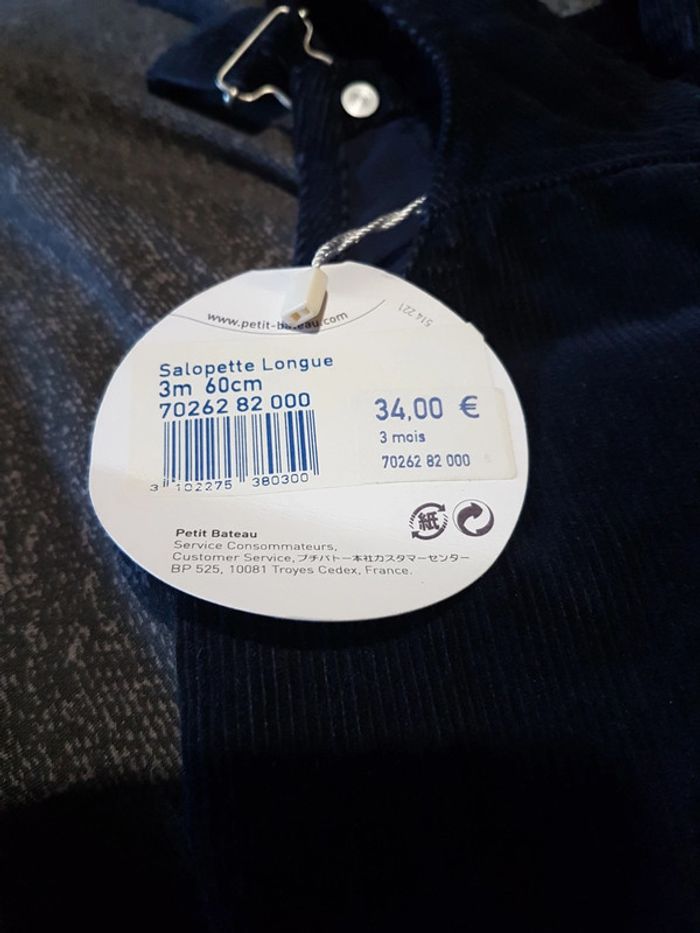 www.petit-bateau.com
514 221
Salopette Longue
3m 60cm
70262 82 000
34,00 €
3 mois
70262 82 000
3 102275 380300
紙
Petit Bateau
Service Consommateurs,
Customer Service, プチバトー本社カスタマーセンター
BP 525, 10081 Troyes Cedex, France.